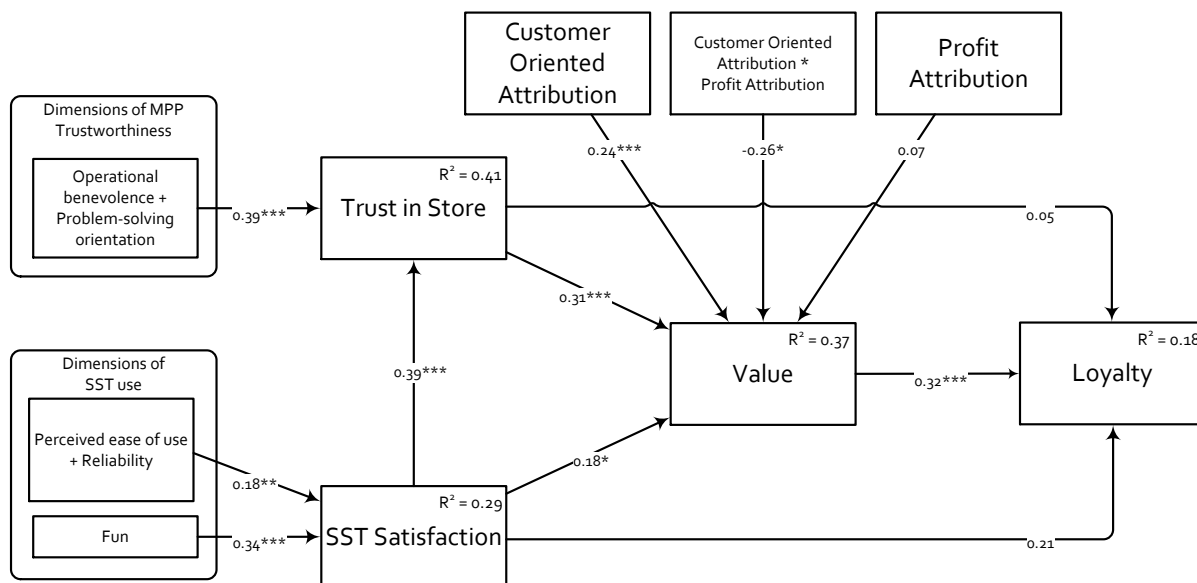 Customer
Oriented
Attribution
Customer Oriented
Attribution *
Profit Attribution
Profit
Attribution
Dimensions of MPP
Trustworthiness
Operational
benevolence +
Problem-solving
orientation
0.39***
R² = 0.41
Trust in Store
0.24***
-0.26*
0.07
0.05
0.31***
Dimensions of
SST use
Perceived ease of use
+ Reliability
Fun
0.18**
0.34***
0.39***
R² = 0.29
SST Satisfaction
0.18*
R² = 0.37
Value
0.32***
R² = 0.18
Loyalty
0.21